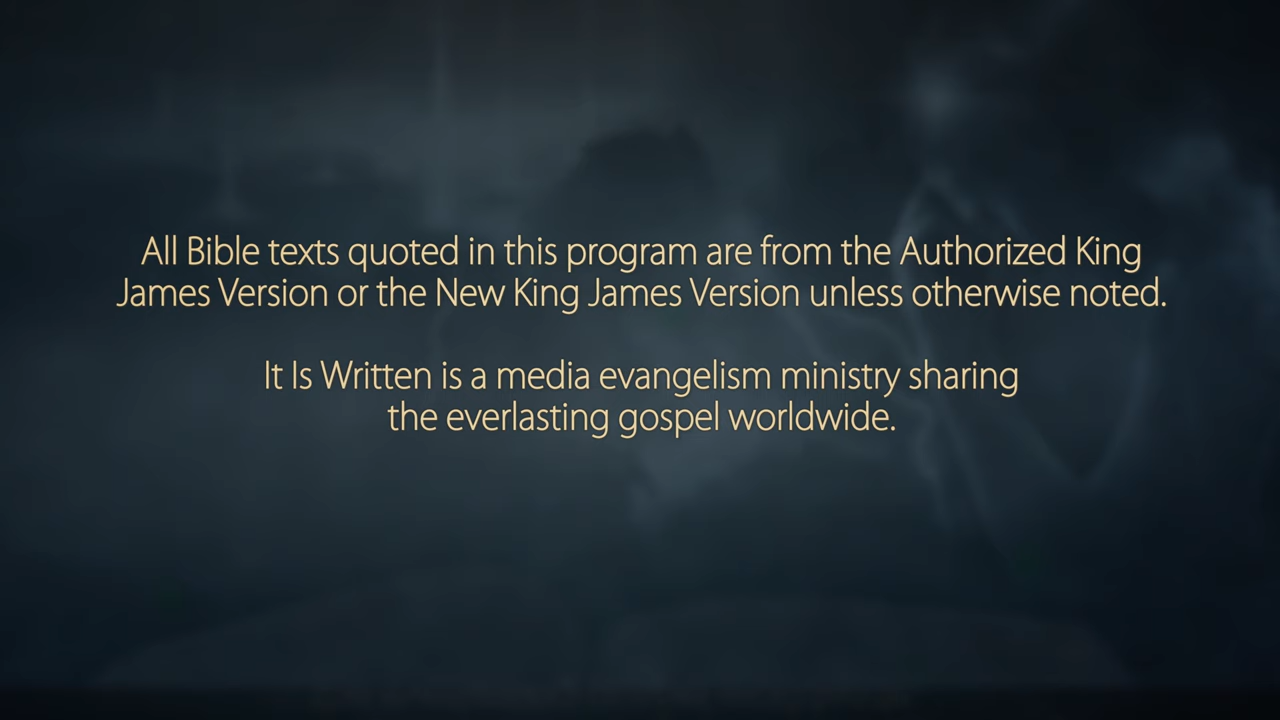 All Bible texts quoted in this program are from the Authorized King
James Version or the New King James Version unless otherwise noted.
It Is Written is a media evangelism ministry sharing
the everlasting gospel worldwide.